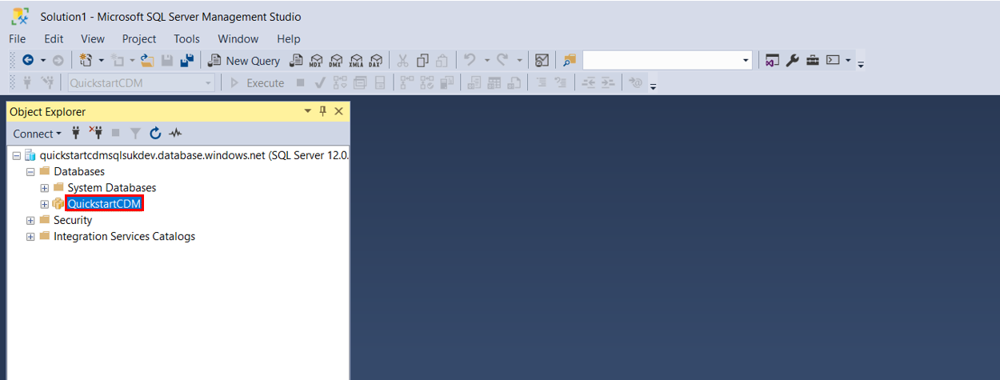 Solution1 - Microsoft SQL Server Management Studio
File Edit View Project Tools Window Help
New Query MDX DMX XMLA DAX
QuickstartCDM Execute
Object Explorer
Connect
quickstartcdmsqlsukdev.database.windows.net (SQL Server 12.0.
Databases
System Databases
QuickstartCDM
Security
Integration Services Catalogs